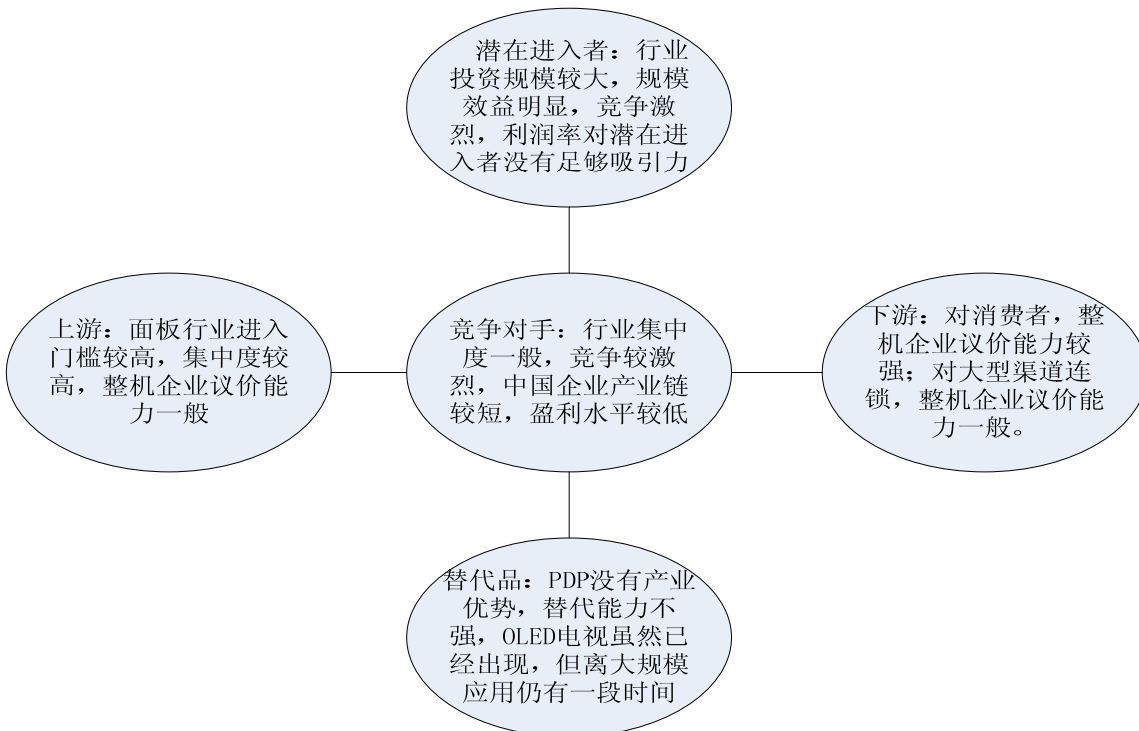 潜在进入者：行业
投资规模较大，规模
效益明显，竞争激
烈，利润率对潜在进
入者没有足够吸引力
上游：面板行业进入
门槛较高，集中度较
高，整机企业议价能
力一般
竞争对手：行业集中
度一般，竞争较激
烈，中国企业产业链
较短，盈利水平较低
下游：对消费者，整
机企业议价能力较
强；对大型渠道连
锁，整机企业议价能
力一般。
替代品：PDP没有产业
优势，替代能力不
强，OLED电视虽然已
经出现，但离大规模
应用仍有一段时间